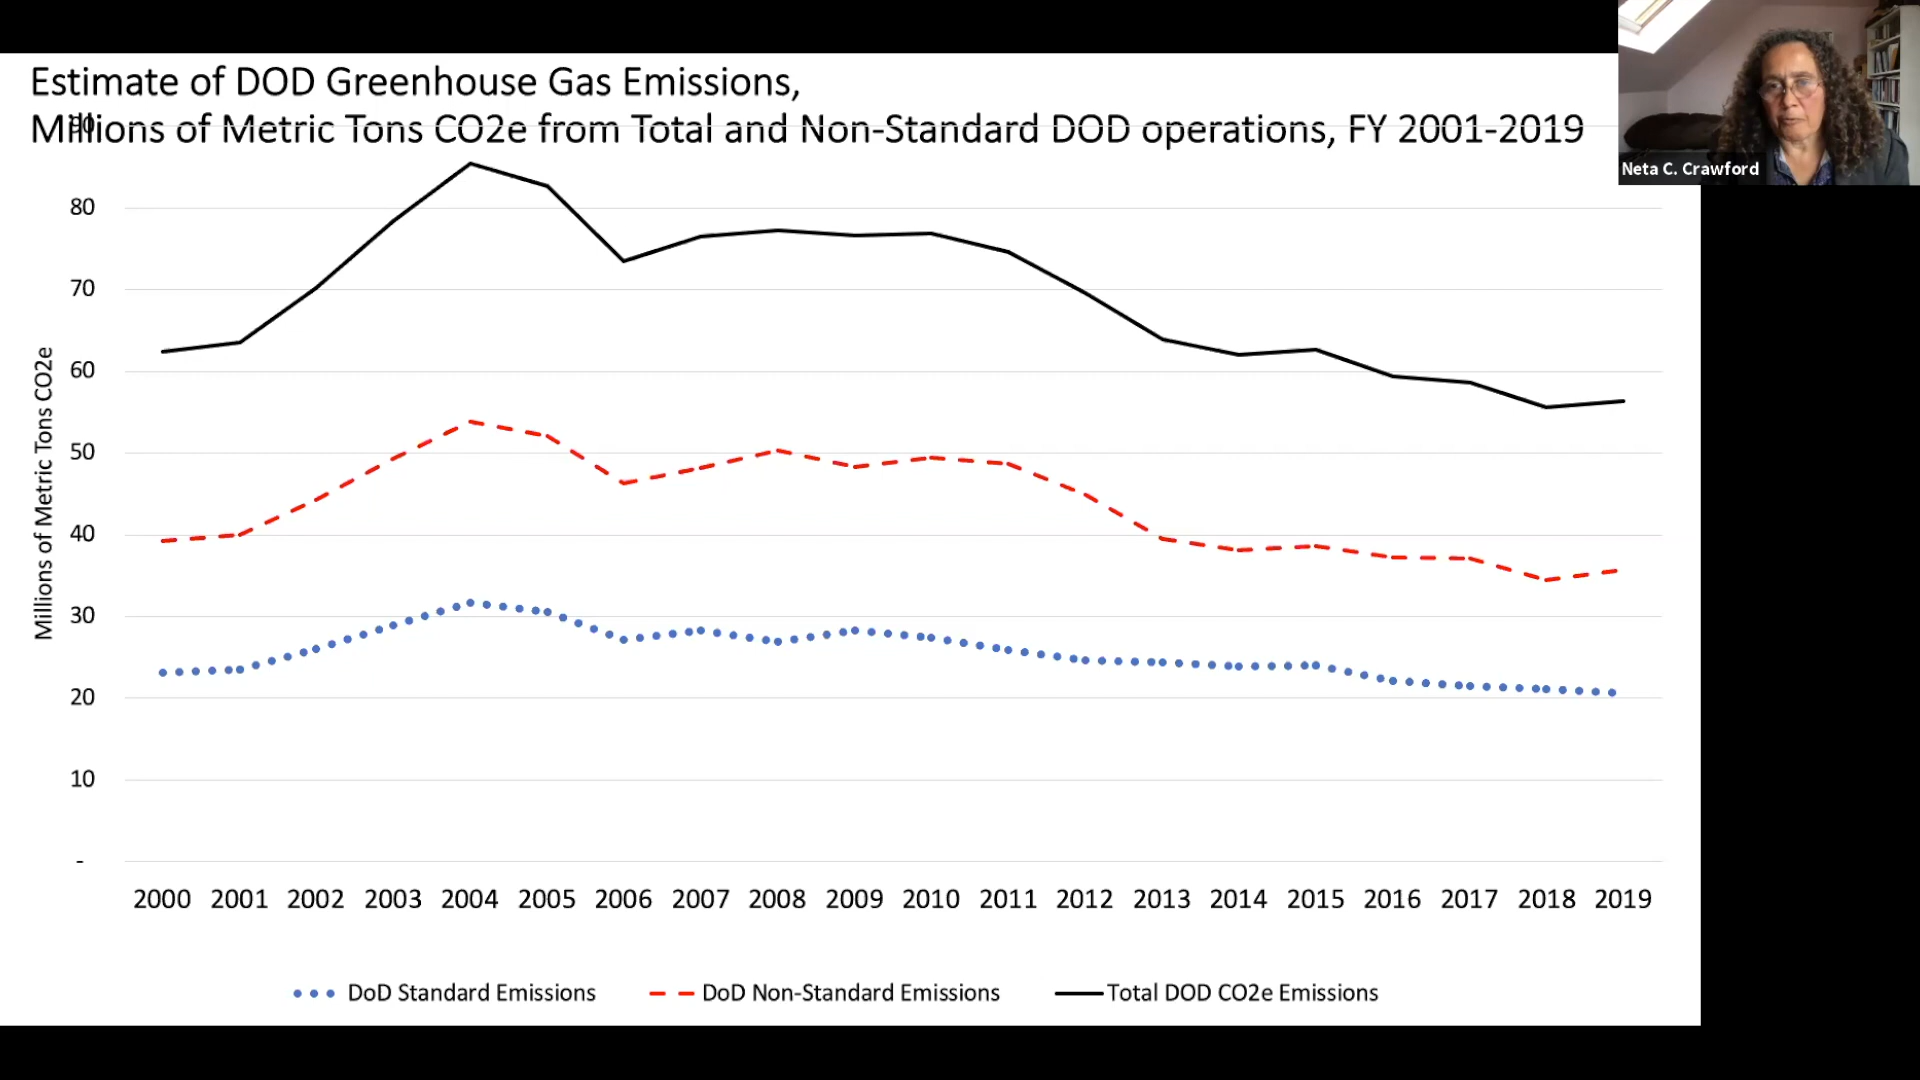 Estimate of DOD Greenhouse Gas Emissions,
Millions of Metric Tons CO2e from Total and Non-Standard DOD operations, FY 2001-2019
Neta C. Crawford
90
80
70
60
50
40
30
20
10
-
Millions of Metric Tons CO2e
2000 2001 2002 2003 2004 2005 2006 2007 2008 2009 2010 2011 2012 2013 2014 2015 2016 2017 2018 2019
DoD Standard Emissions DoD Non-Standard Emissions Total DOD CO2e Emissions